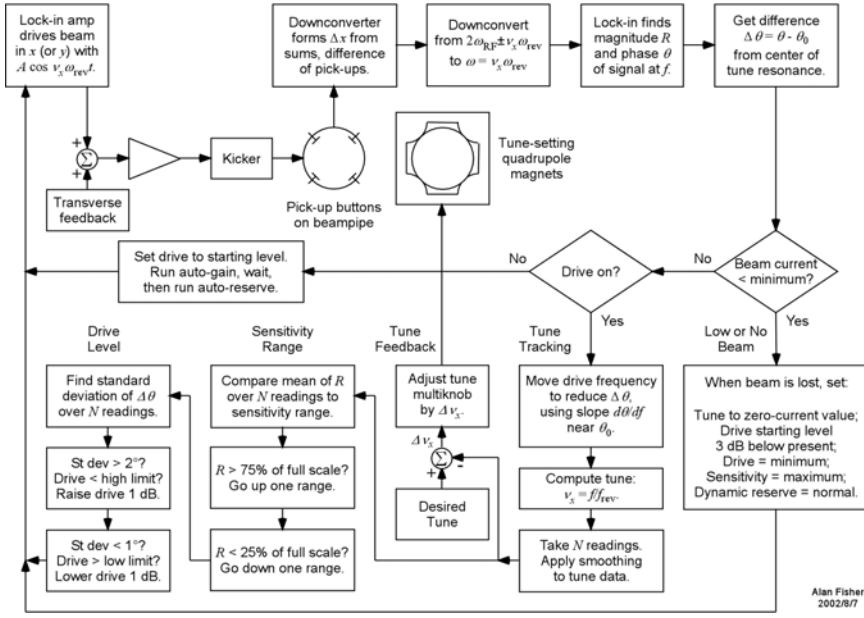 Lock-in amp
drives beam
in x (or y) with
A cos ν_x ω_rev t.
Downconverter
forms Δx from
sums, difference
of pick-ups.
Downconvert
from 2ω_RF ± ν_x ω_rev
to ω = ν_x ω_rev
Lock-in finds
magnitude R
and phase θ
of signal at f.
Get difference
Δθ = θ - θ_0
from center of
tune resonance.
+
Σ
+
Kicker
Transverse
feedback
Pick-up buttons
on beampipe
Tune-setting
quadrupole
magnets
Set drive to starting level.
Run auto-gain, wait,
then run auto-reserve.
No
Drive on?
No
Beam current
< minimum?
Yes
Yes
Drive
Level
Sensitivity
Range
Tune
Feedback
Tune
Tracking
Low or No
Beam
Find standard
deviation of Δθ
over N readings.
Compare mean of R
over N readings to
sensitivity range.
Adjust tune
multiknob
by Δν_x.
Move drive frequency
to reduce Δθ,
using slope dθ/df
near θ_0.
When beam is lost, set:
Tune to zero-current value;
Drive starting level
3 dB below present;
Drive = minimum;
Sensitivity = maximum;
Dynamic reserve = normal.
Δν_x
Σ
+
-
St dev > 2°?
Drive < high limit?
Raise drive 1 dB.
R > 75% of full scale?
Go up one range.
Desired
Tune
Compute tune:
ν_x = f/f_rev.
St dev < 1°?
Drive > low limit?
Lower drive 1 dB.
R < 25% of full scale?
Go down one range.
Take N readings.
Apply smoothing
to tune data.
Alan Fisher
2002/8/7